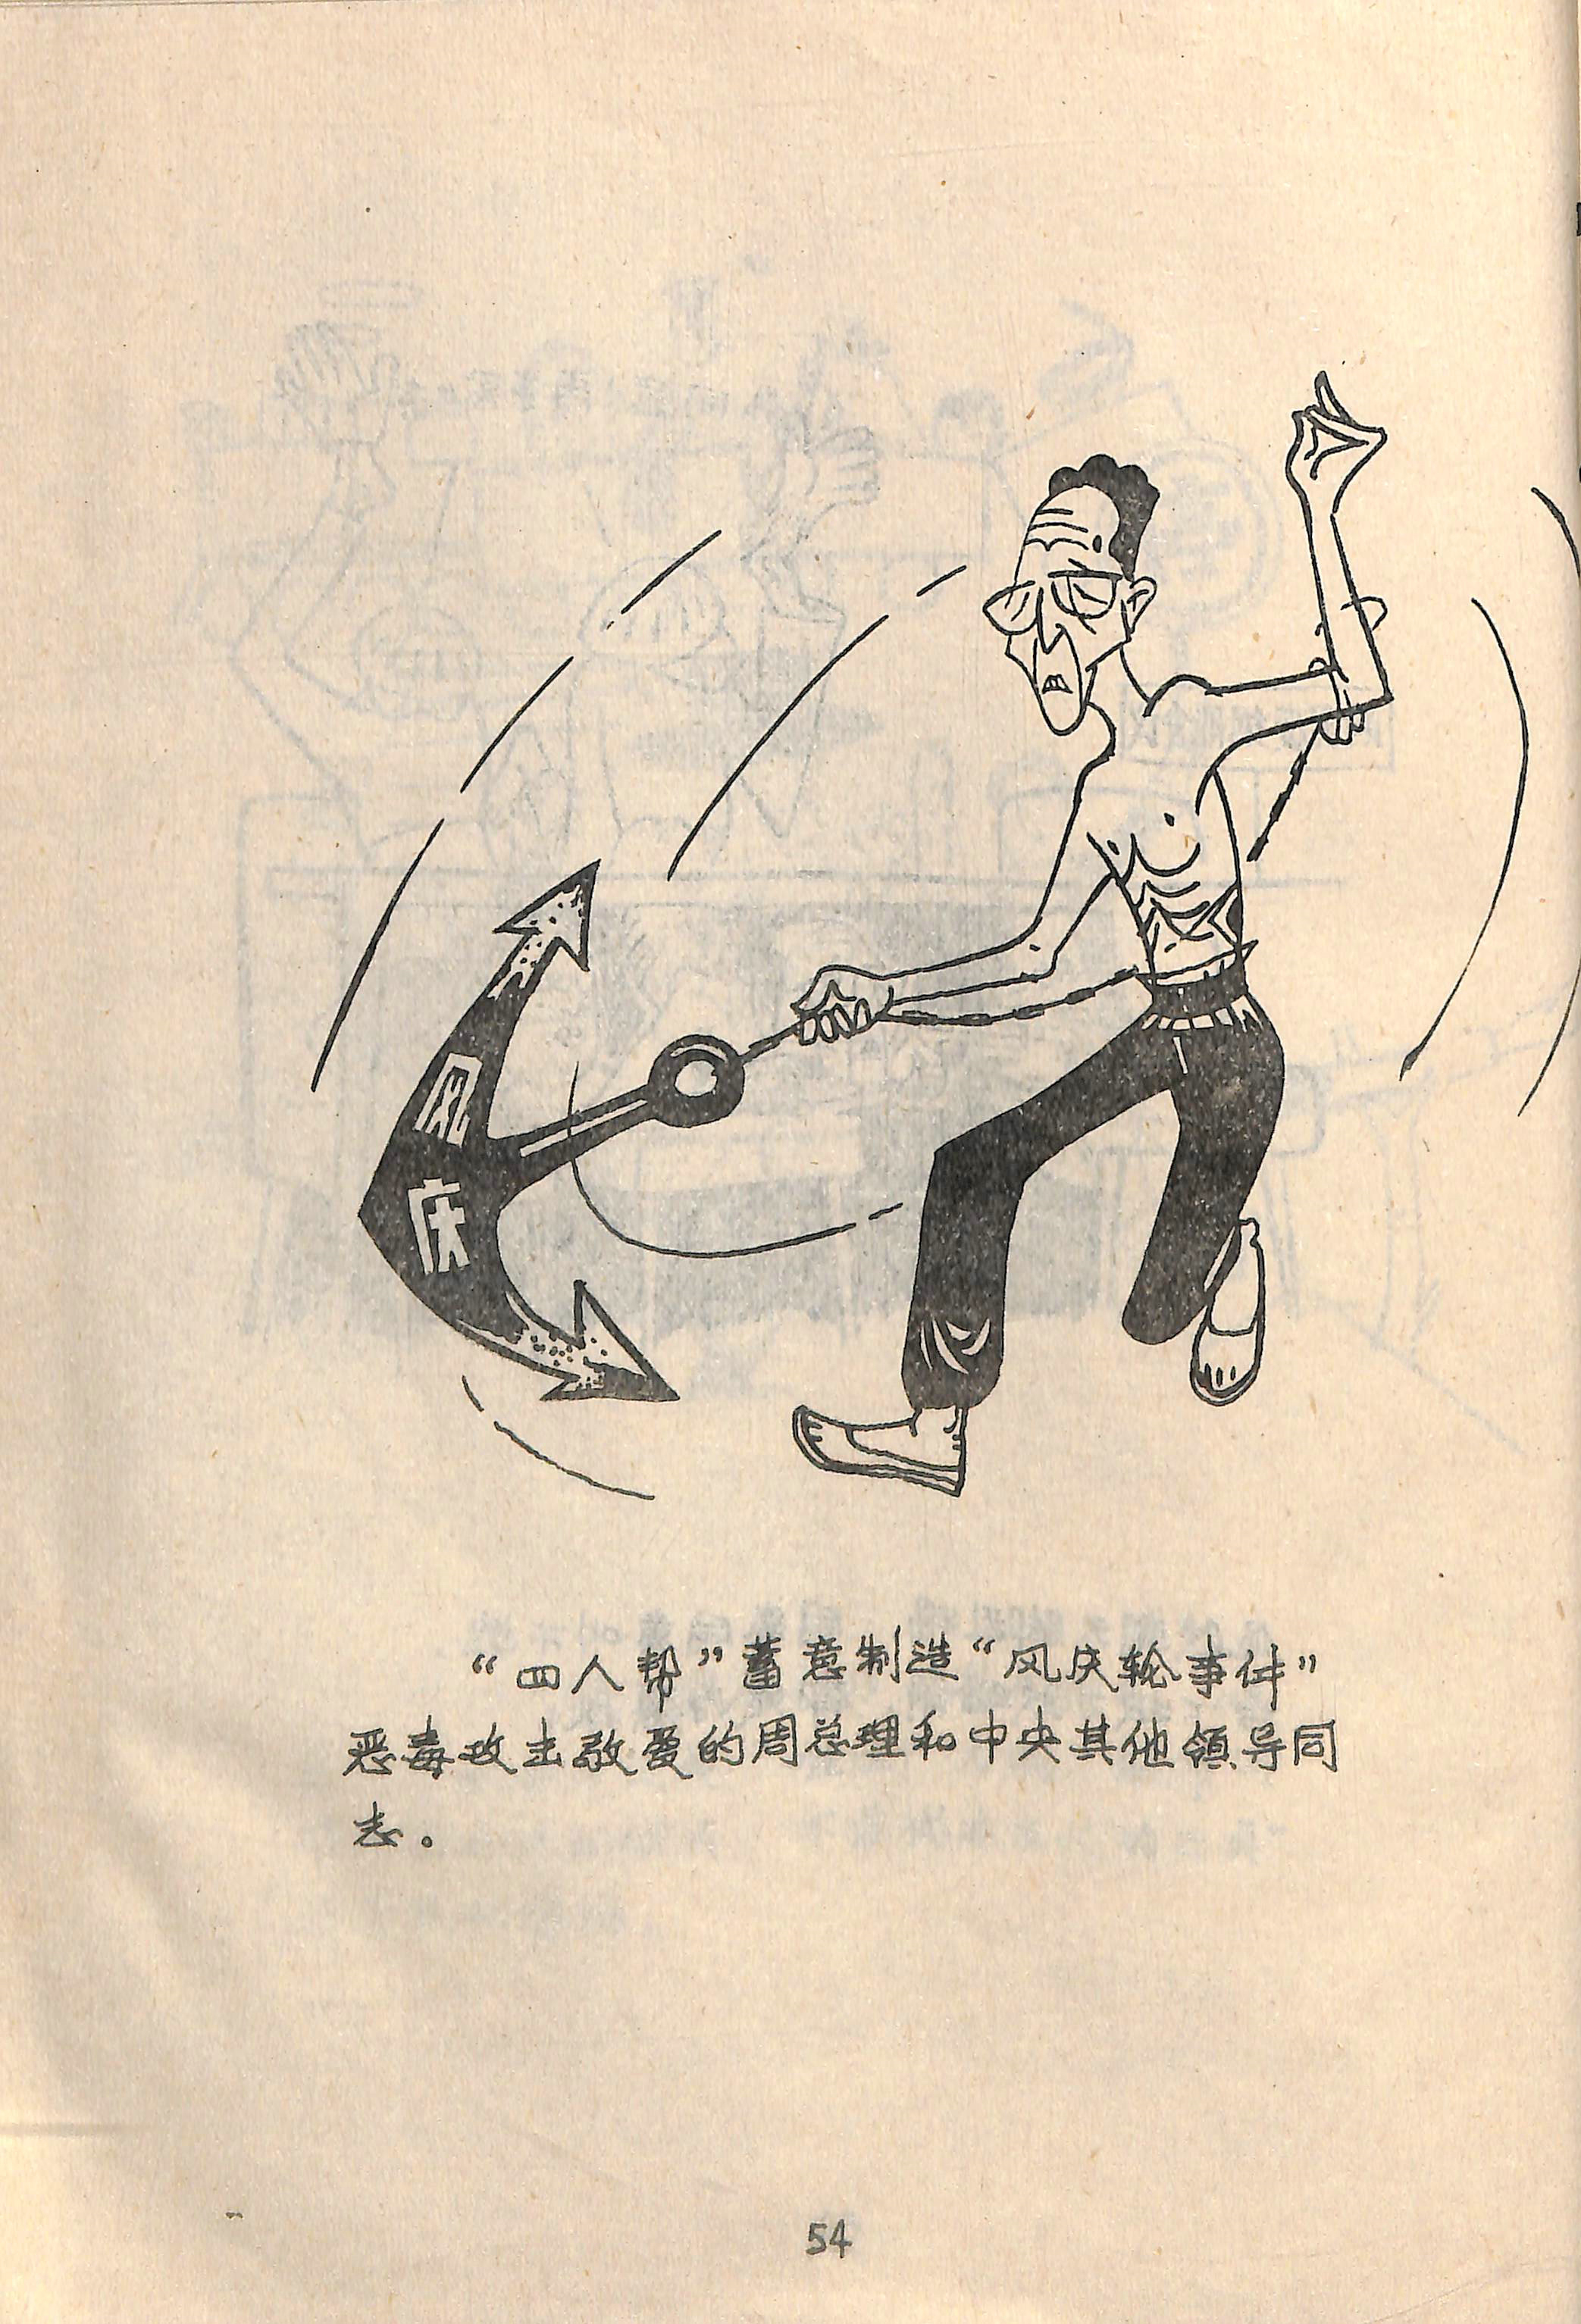 风
庆
“四人帮”蓄意制造“风庆轮事件”
恶毒攻击敬爱的周总理和中央其他领导同
志。
54